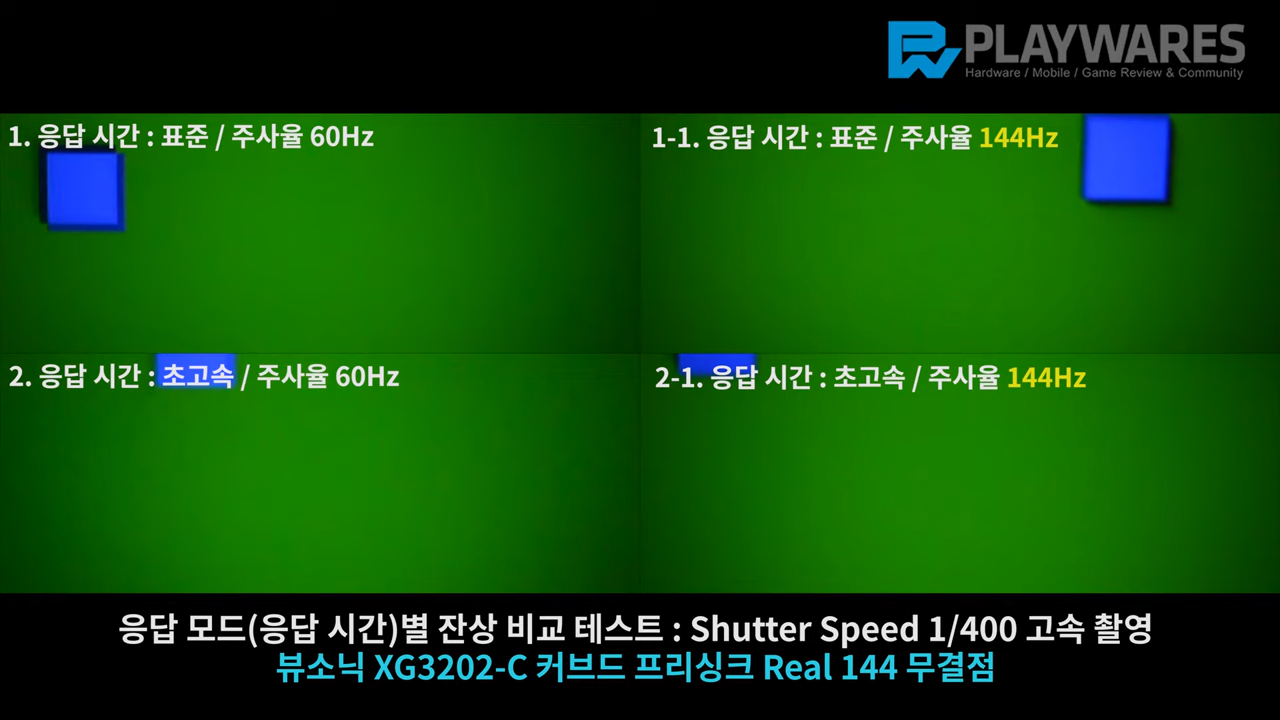 PLAYWARES
Hardware / Mobile / Game Review & Community
1. 응답 시간 : 표준 / 주사율 60Hz
1-1. 응답 시간 : 표준 / 주사율 144Hz
2. 응답 시간 : 초고속 / 주사율 60Hz
2-1. 응답 시간 : 초고속 / 주사율 144Hz
응답 모드(응답 시간)별 잔상 비교 테스트 : Shutter Speed 1/400 고속 촬영
뷰소닉 XG3202-C 커브드 프리싱크 Real 144 무결점